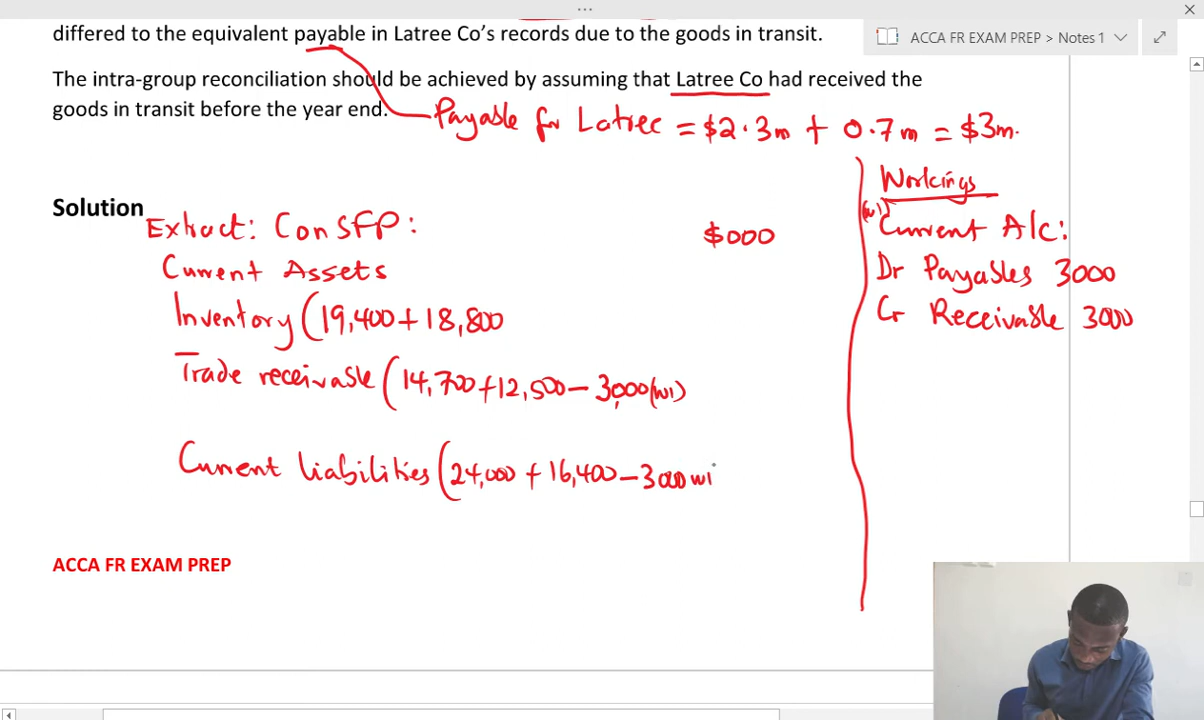 differed to the equivalent payable in Latree Co's records due to the goods in transit.
ACCA FR EXAM PREP > Notes 1
The intra-group reconciliation should be achieved by assuming that Latree Co had received the
goods in transit before the year end.
Payable for Latree = $2.3m + 0.7m = $3m.
Workings
Solution
Extract: ConSFP:
$000
(w1)
Current A/c:
Current Assets
Dr Payables 3000
Inventory (19,400+18,800
Cr Receivable 3000
Trade receivable (14,700+12,500-3,000(w1)
Current liabilities (24,000 + 16,400-3000 w1
ACCA FR EXAM PREP